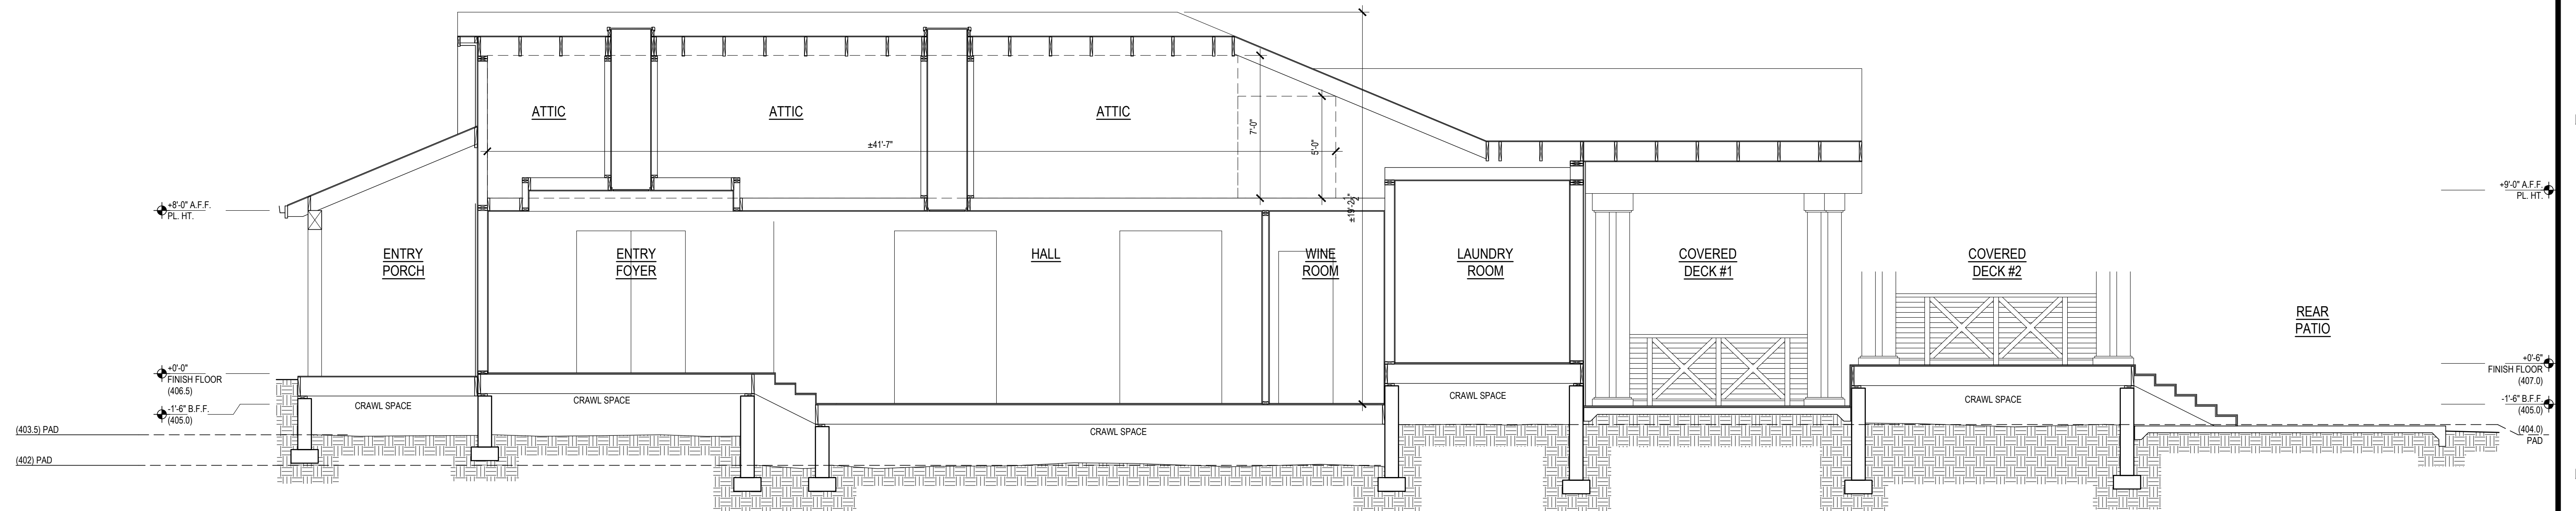 ATTIC
ATTIC
ATTIC
±41'-7"
7'-0"
5'-0"
±19'-2 1/2"
+8'-0" A.F.F.
PL. HT.
+9'-0" A.F.F.
PL. HT.
ENTRY
PORCH
ENTRY
FOYER
HALL
WINE
ROOM
LAUNDRY
ROOM
COVERED
DECK #1
COVERED
DECK #2
REAR
PATIO
+0'-0"
FINISH FLOOR
(406.5)
-1'-6" B.F.F.
(405.0)
(403.5) PAD
(402) PAD
CRAWL SPACE
CRAWL SPACE
CRAWL SPACE
CRAWL SPACE
CRAWL SPACE
+0'-6"
FINISH FLOOR
(407.0)
-1'-6" B.F.F.
(405.0)
(404.0)
PAD